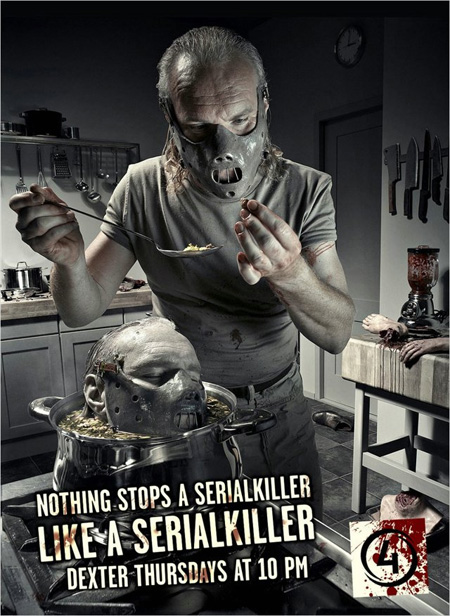 NOTHING STOPS A SERIALKILLER
LIKE A SERIALKILLER
DEXTER THURSDAYS AT 10 PM
4